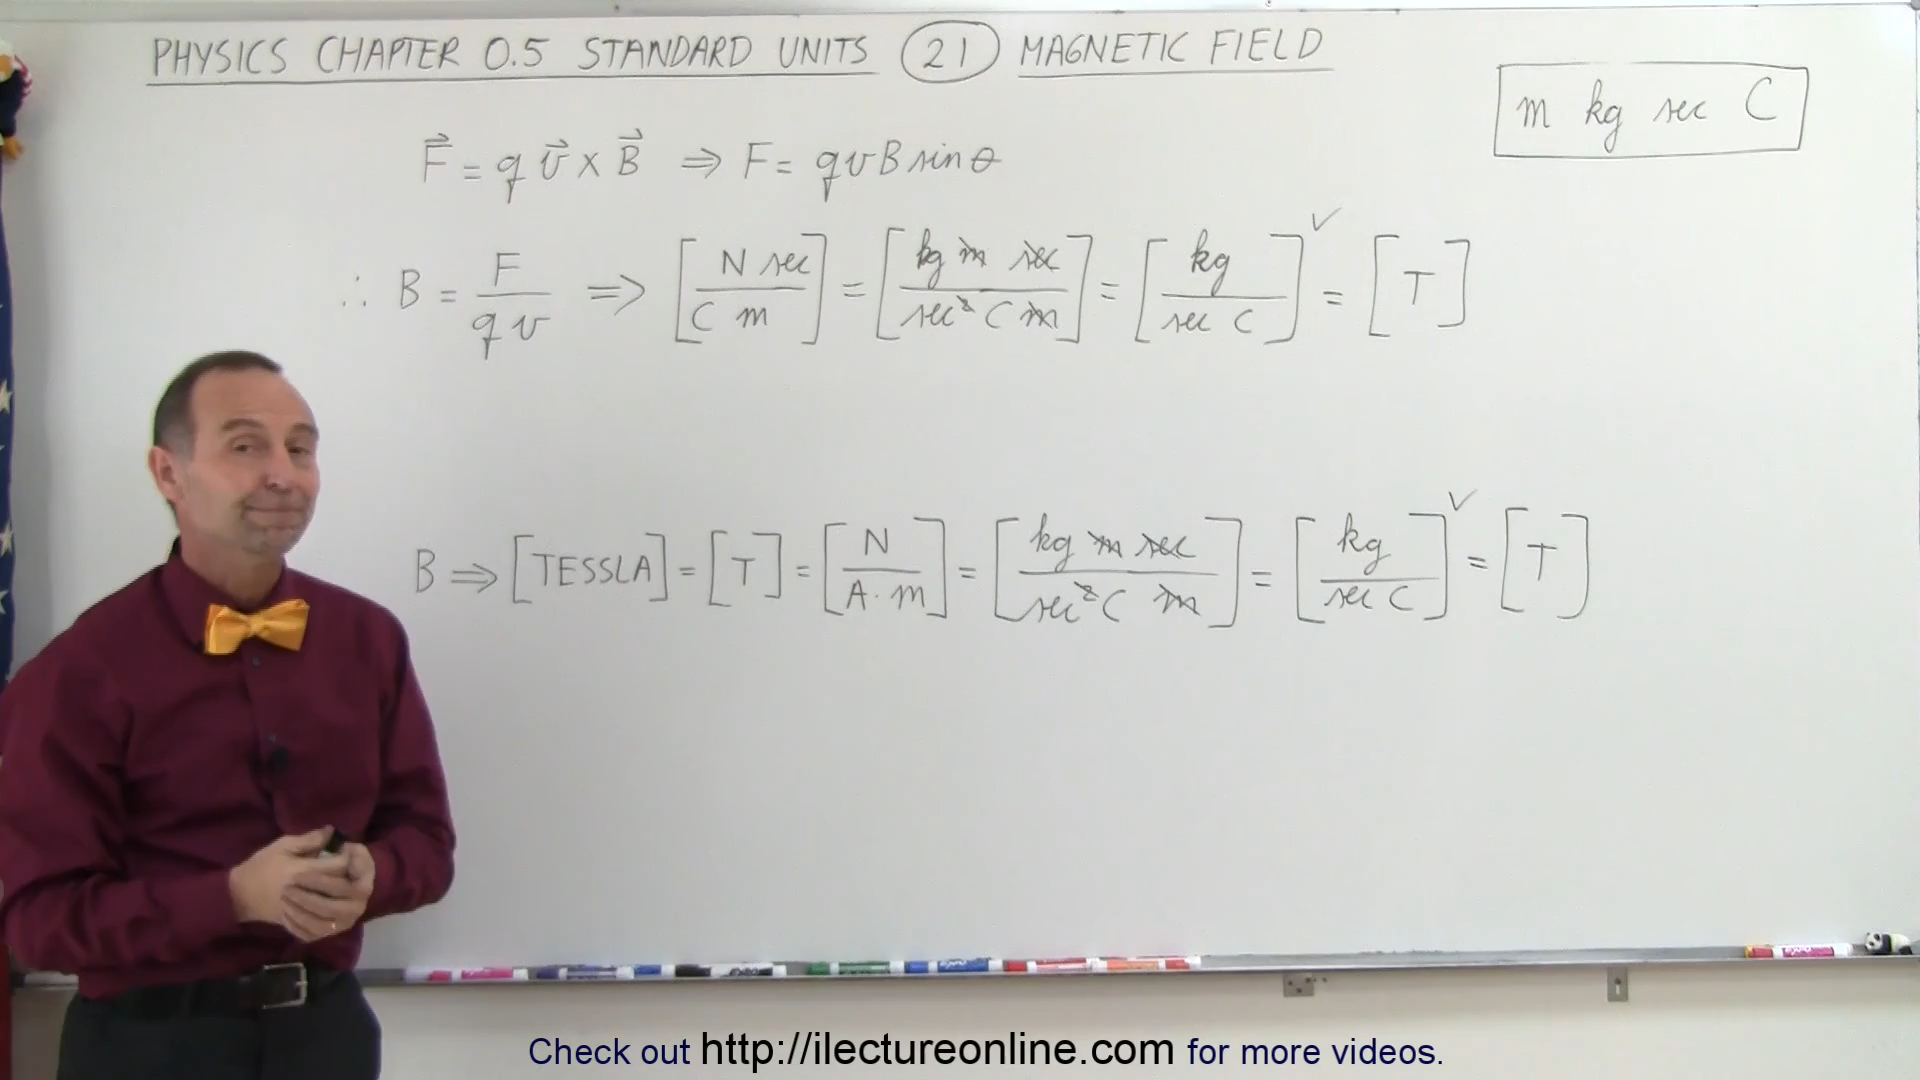 PHYSICS CHAPTER 0.5 STANDARD UNITS 21 MAGNETIC FIELD
m kg sec C
F⃗ = q v⃗ × B⃗ ⇒ F = qvB sin θ
∴ B = F / q v ⇒ [N sec / C m] = [kg m sec / sec² C m] = [kg / sec C]✓ = [T]
B ⇒ [TESSLA] = [T] = [N / A·m] = [kg m sec / sec² C m] = [kg / sec C]✓ = [T]
Check out http://ilectureonline.com for more videos.